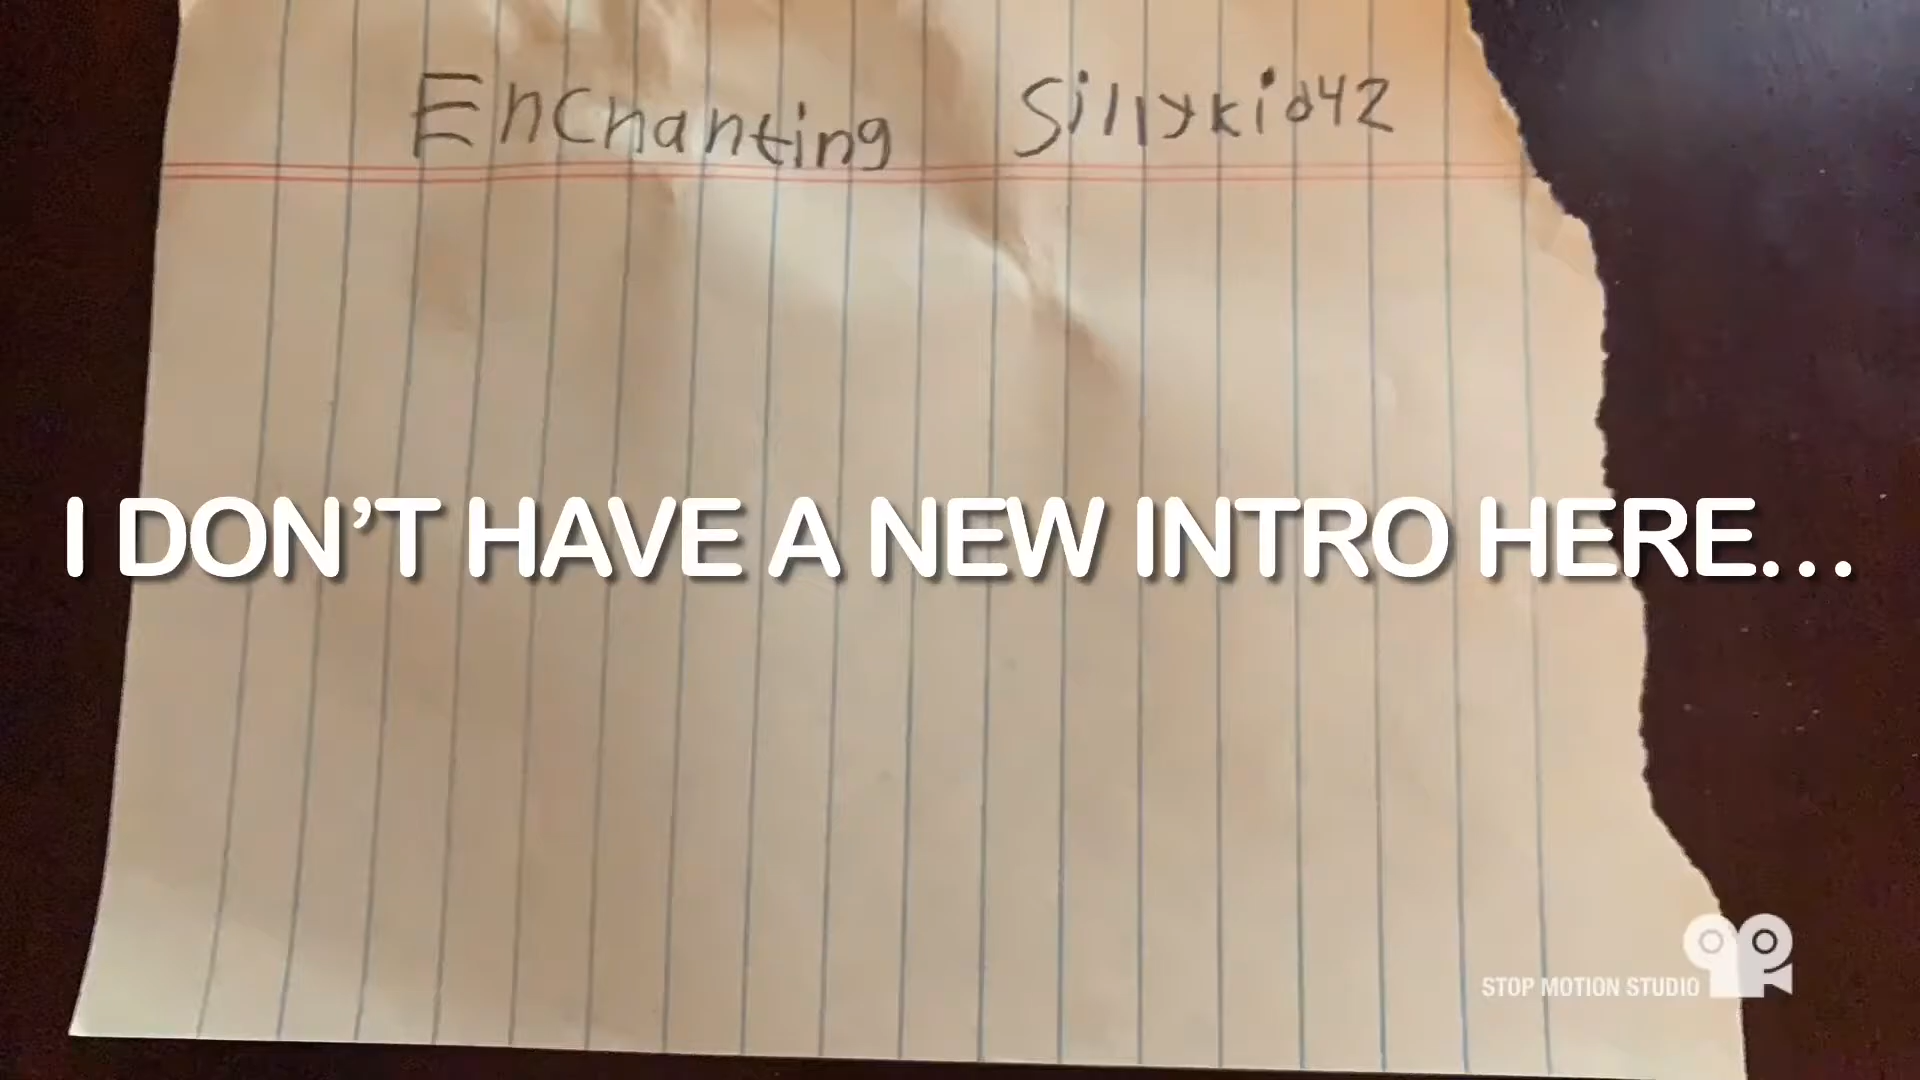 Enchanting Sillykid42
I DON’T HAVE A NEW INTRO HERE...
STOP MOTION STUDIO